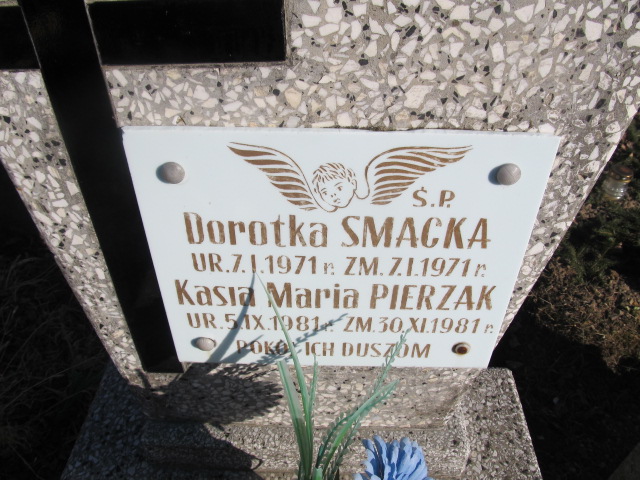 Ś.P.
Dorotka SMACKA
UR.7.I.1971 r. ZM.7.I.1971 r.
Kasia Maria PIERZAK
UR.5.IX.1981 r. ZM.30.XI.1981 r.
POKÓJ ICH DUSZOM